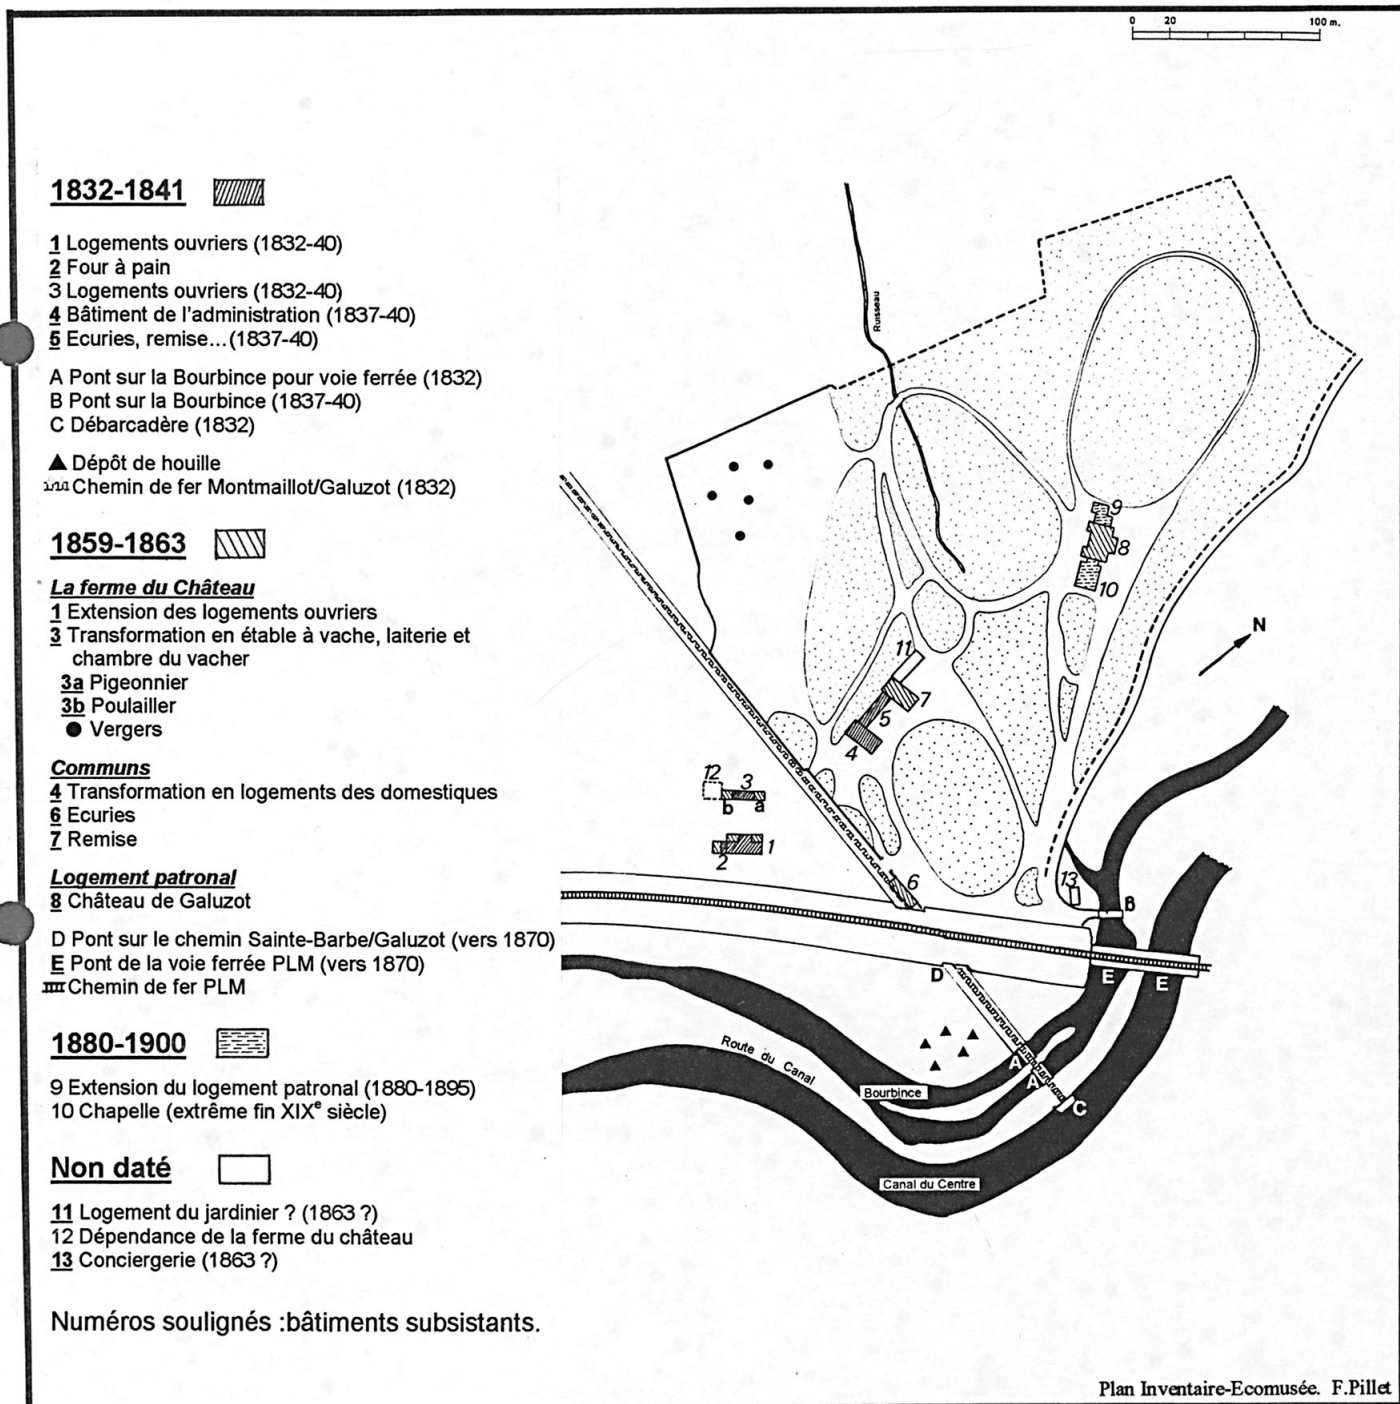 0 20 100 m.
1832-1841
1 Logements ouvriers (1832-40)
2 Four à pain
3 Logements ouvriers (1832-40)
4 Bâtiment de l'administration (1837-40)
5 Ecuries, remise... (1837-40)
A Pont sur la Bourbince pour voie ferrée (1832)
B Pont sur la Bourbince (1837-40)
C Débarcadère (1832)
▲ Dépôt de houille
Chemin de fer Montmaillot/Galuzot (1832)
1859-1863
La ferme du Château
1 Extension des logements ouvriers
3 Transformation en étable à vache, laiterie et
chambre du vacher
3a Pigeonnier
3b Poulailler
● Vergers
Communs
4 Transformation en logements des domestiques
6 Ecuries
7 Remise
Logement patronal
8 Château de Galuzot
D Pont sur le chemin Sainte-Barbe/Galuzot (vers 1870)
E Pont de la voie ferrée PLM (vers 1870)
Chemin de fer PLM
1880-1900
9 Extension du logement patronal (1880-1895)
10 Chapelle (extrême fin XIXe siècle)
Non daté
11 Logement du jardinier ? (1863 ?)
12 Dépendance de la ferme du château
13 Conciergerie (1863 ?)
Numéros soulignés :bâtiments subsistants.
Ruisseau
9
8
10
N
11
7
5
4
12
3
b a
1
2
6
13
B
D
E
E
Route du Canal
A
A
Bourbince
C
Canal du Centre
Plan Inventaire-Ecomusée. F.Pillet